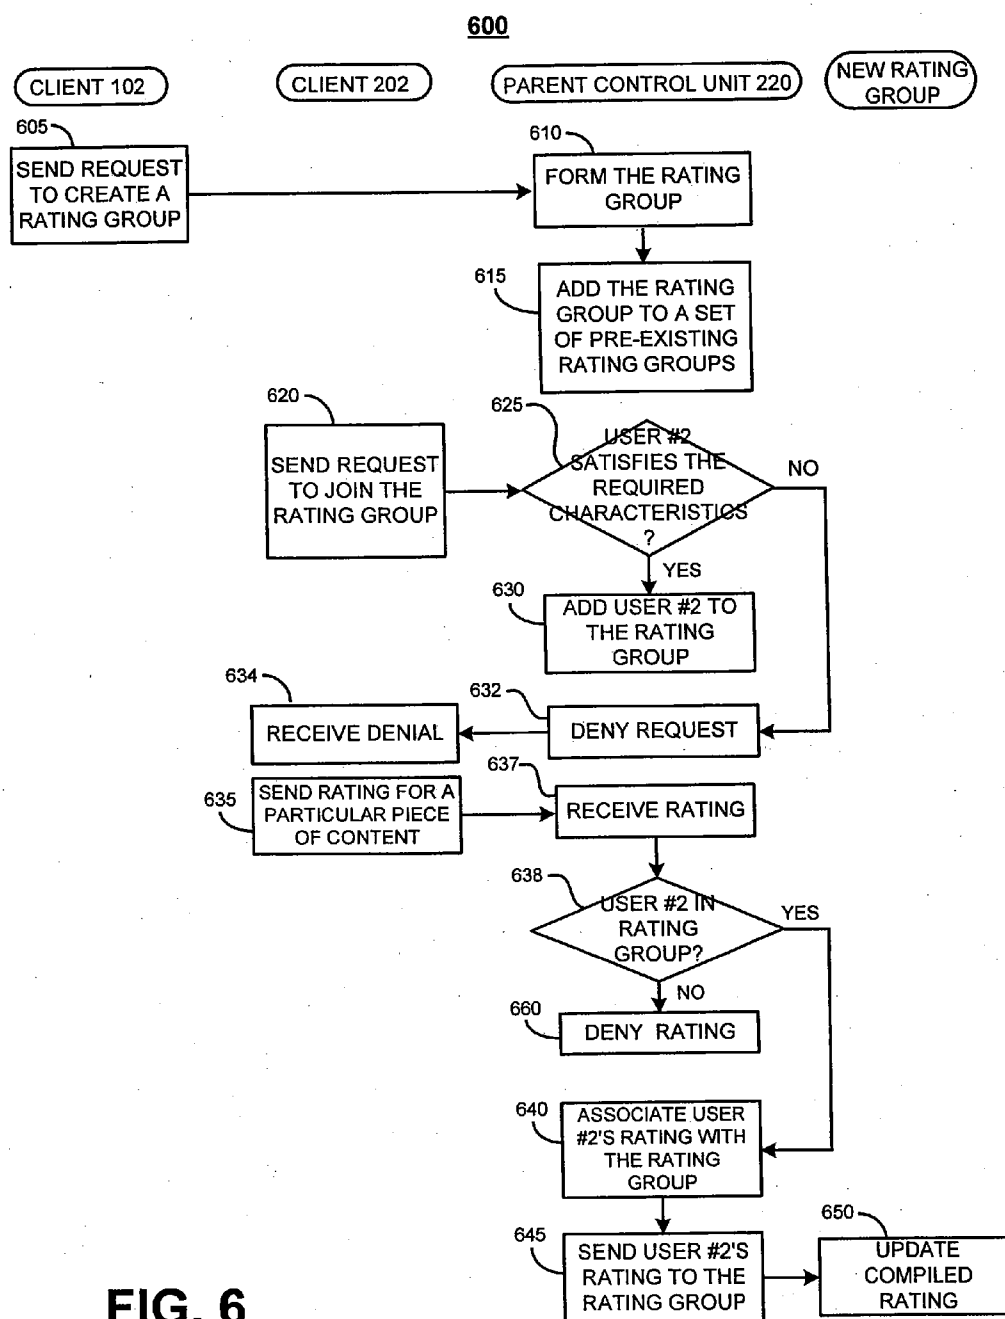 600
CLIENT 102
CLIENT 202
PARENT CONTROL UNIT 220
NEW RATING
GROUP
605
SEND REQUEST
TO CREATE A
RATING GROUP
610
FORM THE RATING
GROUP
615
ADD THE RATING
GROUP TO A SET
OF PRE-EXISTING
RATING GROUPS
620
SEND REQUEST
TO JOIN THE
RATING GROUP
625
USER #2
SATISFIES THE
REQUIRED
CHARACTERISTICS
?
NO
YES
630
ADD USER #2 TO
THE RATING
GROUP
634
RECEIVE DENIAL
632
DENY REQUEST
635
SEND RATING FOR A
PARTICULAR PIECE
OF CONTENT
637
RECEIVE RATING
638
USER #2 IN
RATING
GROUP?
YES
NO
660
DENY RATING
640
ASSOCIATE USER
#2'S RATING WITH
THE RATING
GROUP
645
SEND USER #2'S
RATING TO THE
RATING GROUP
650
UPDATE
COMPILED
RATING
FIG. 6